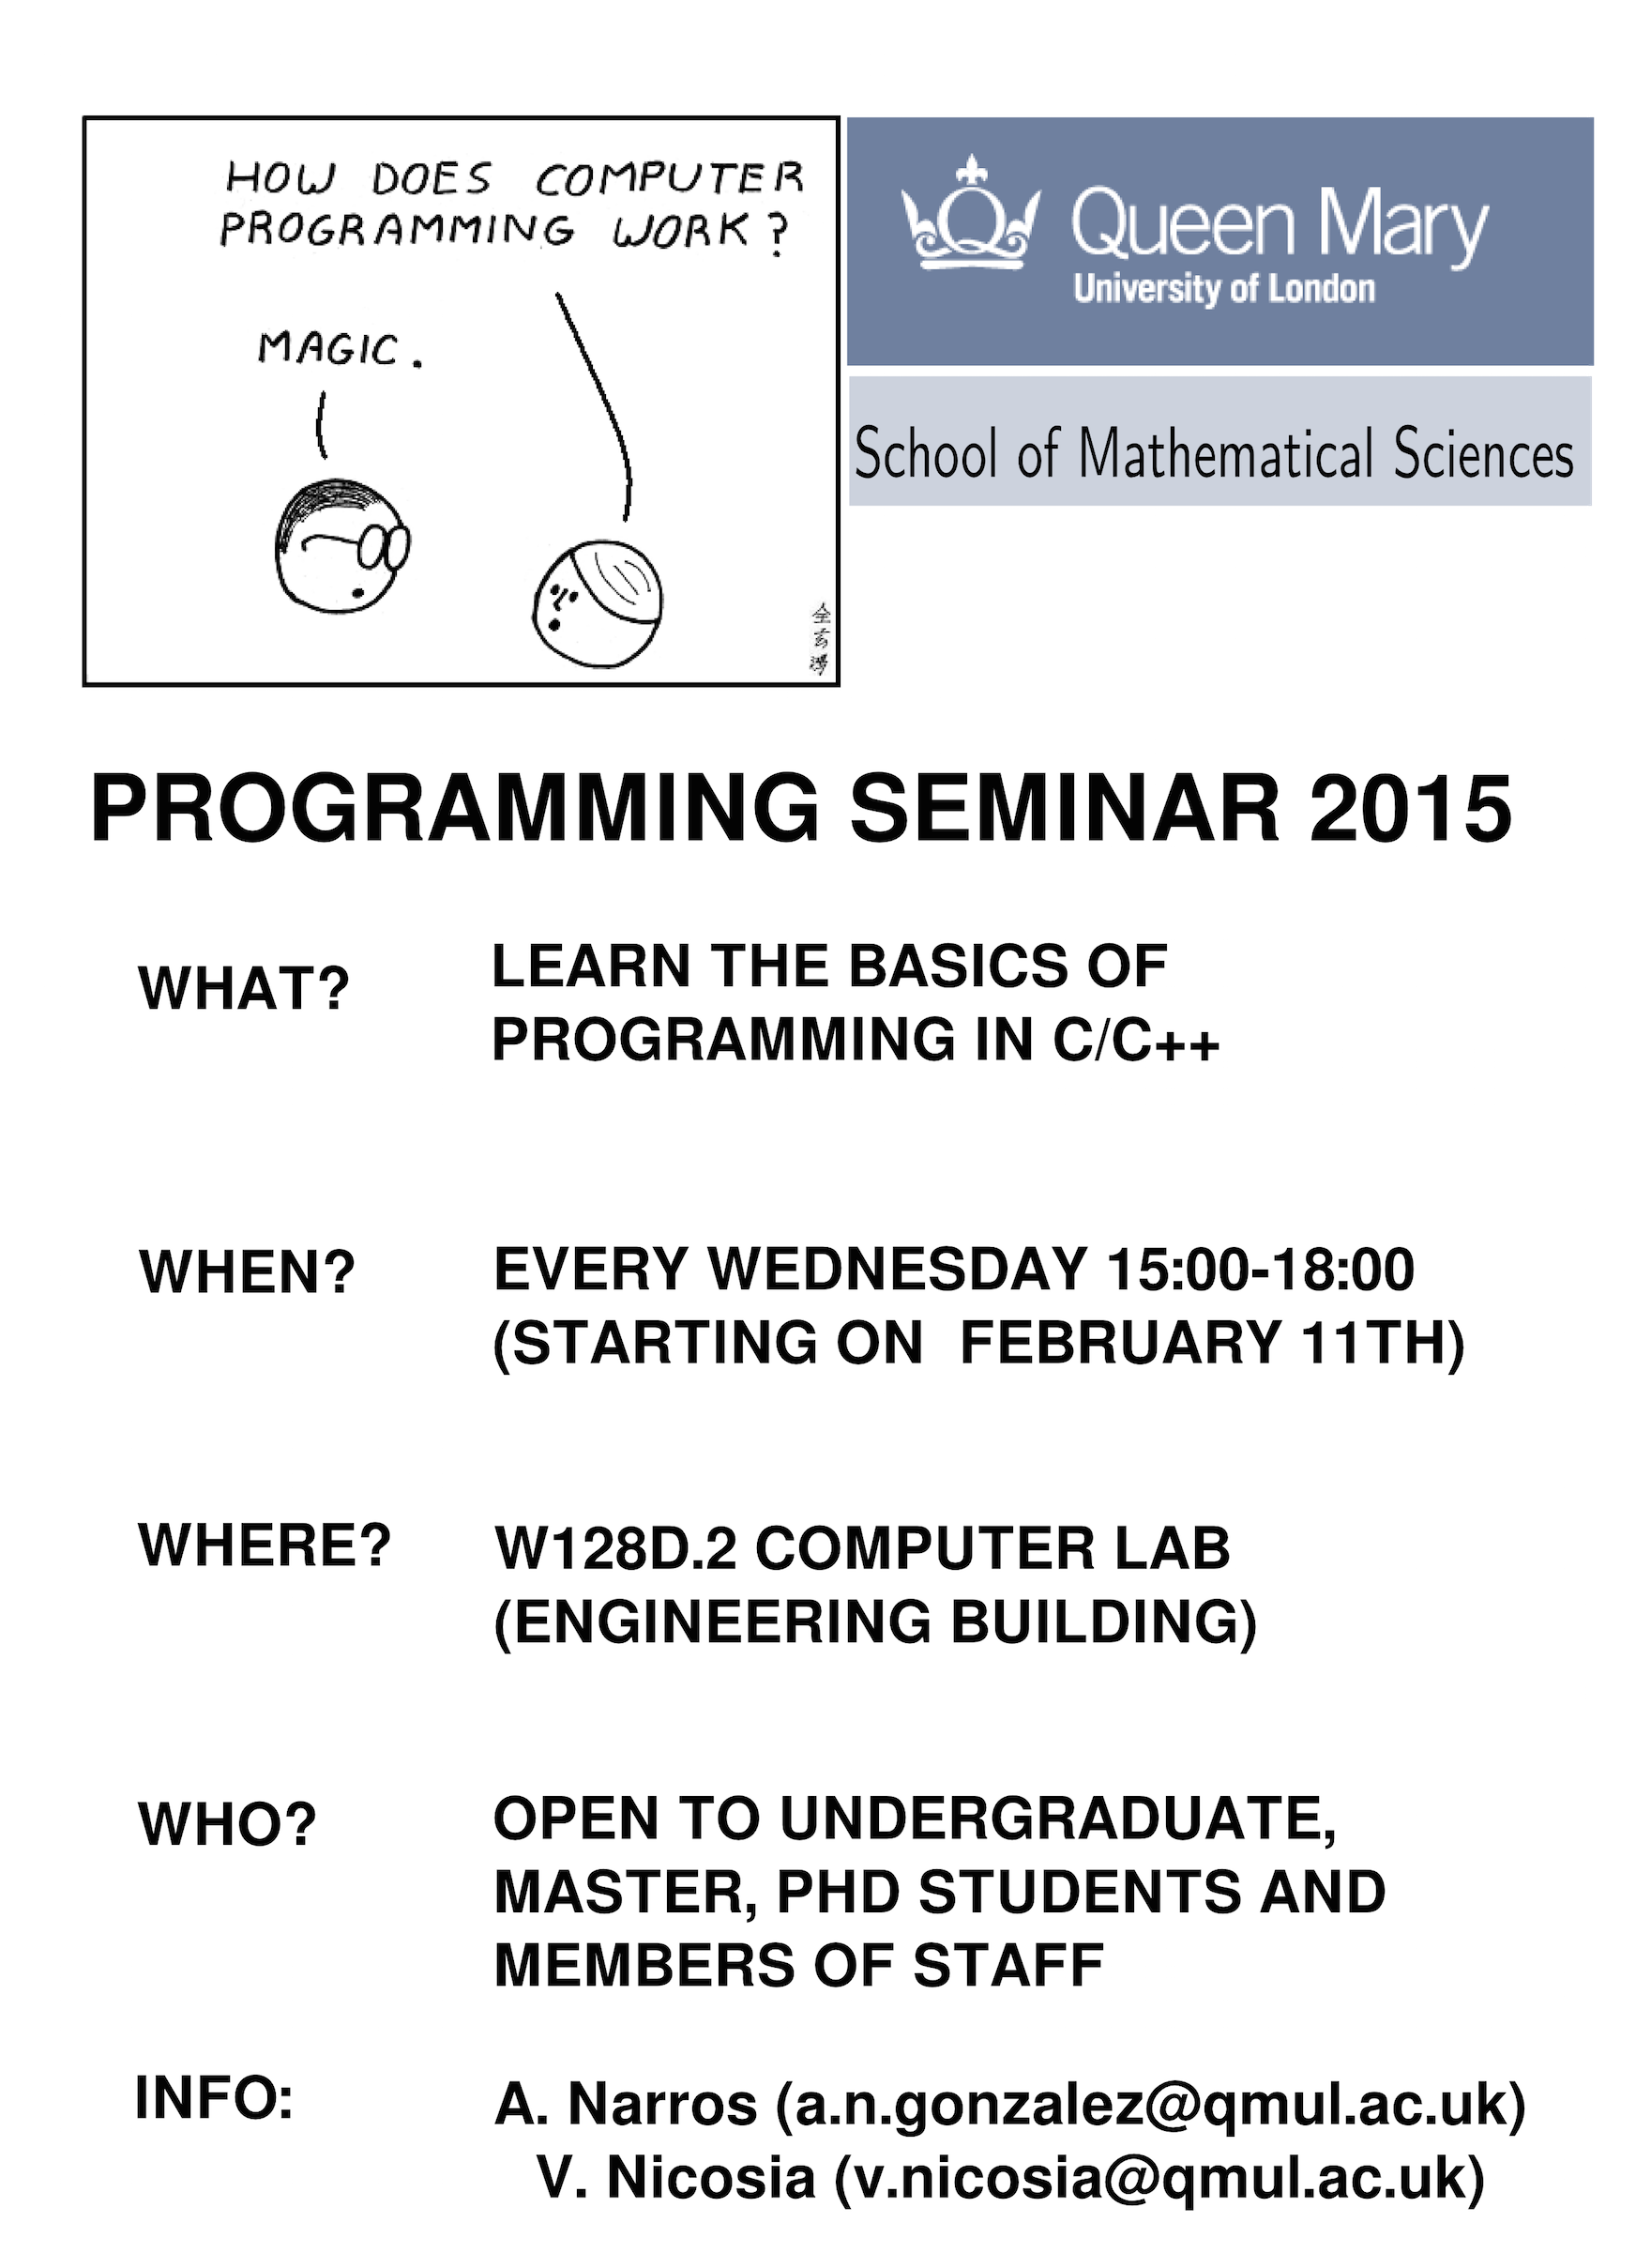 HOW DOES COMPUTER
PROGRAMMING WORK?
MAGIC.
Queen Mary
University of London
School of Mathematical Sciences
PROGRAMMING SEMINAR 2015
WHAT?
LEARN THE BASICS OF
PROGRAMMING IN C/C++
WHEN?
EVERY WEDNESDAY 15:00-18:00
(STARTING ON  FEBRUARY 11TH)
WHERE?
W128D.2 COMPUTER LAB
(ENGINEERING BUILDING)
WHO?
OPEN TO UNDERGRADUATE,
MASTER, PHD STUDENTS AND
MEMBERS OF STAFF
INFO:
A. Narros (a.n.gonzalez@qmul.ac.uk)
V. Nicosia (v.nicosia@qmul.ac.uk)